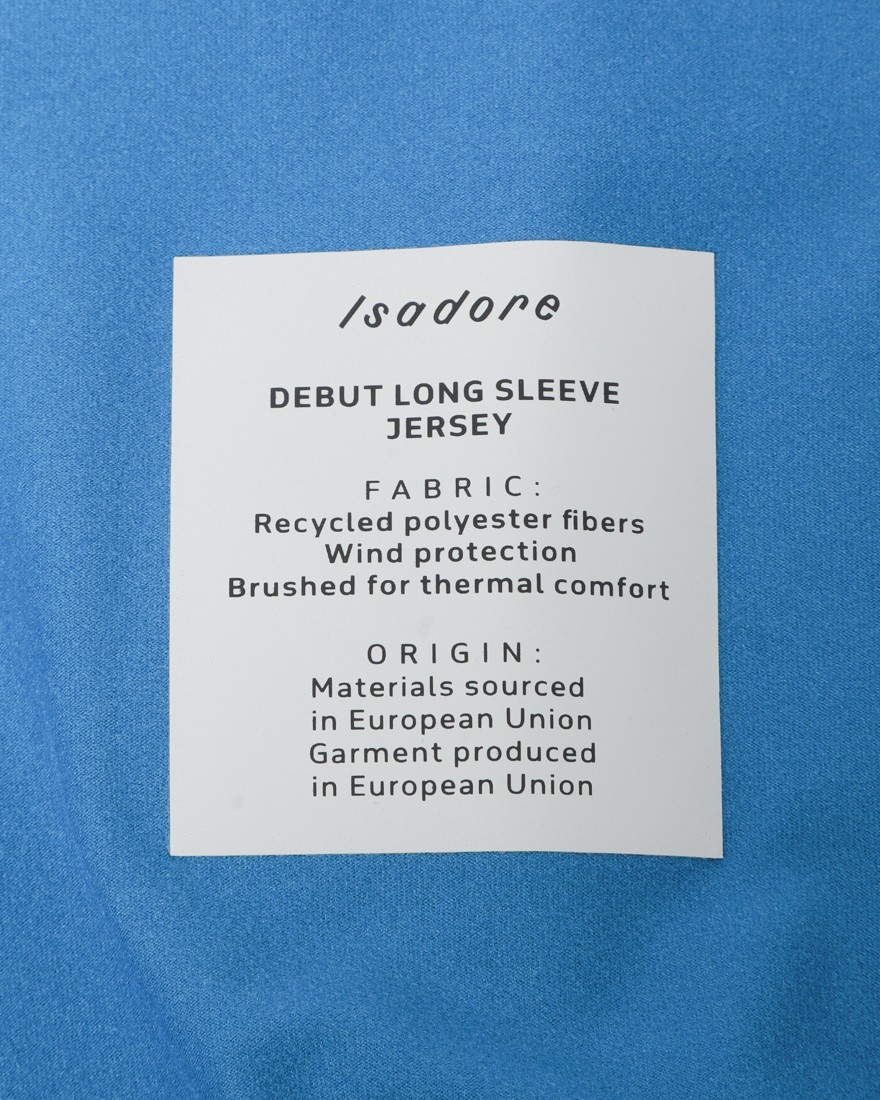 Isadore
DEBUT LONG SLEEVE
JERSEY
FABRIC:
Recycled polyester fibers
Wind protection
Brushed for thermal comfort
ORIGIN:
Materials sourced
in European Union
Garment produced
in European Union